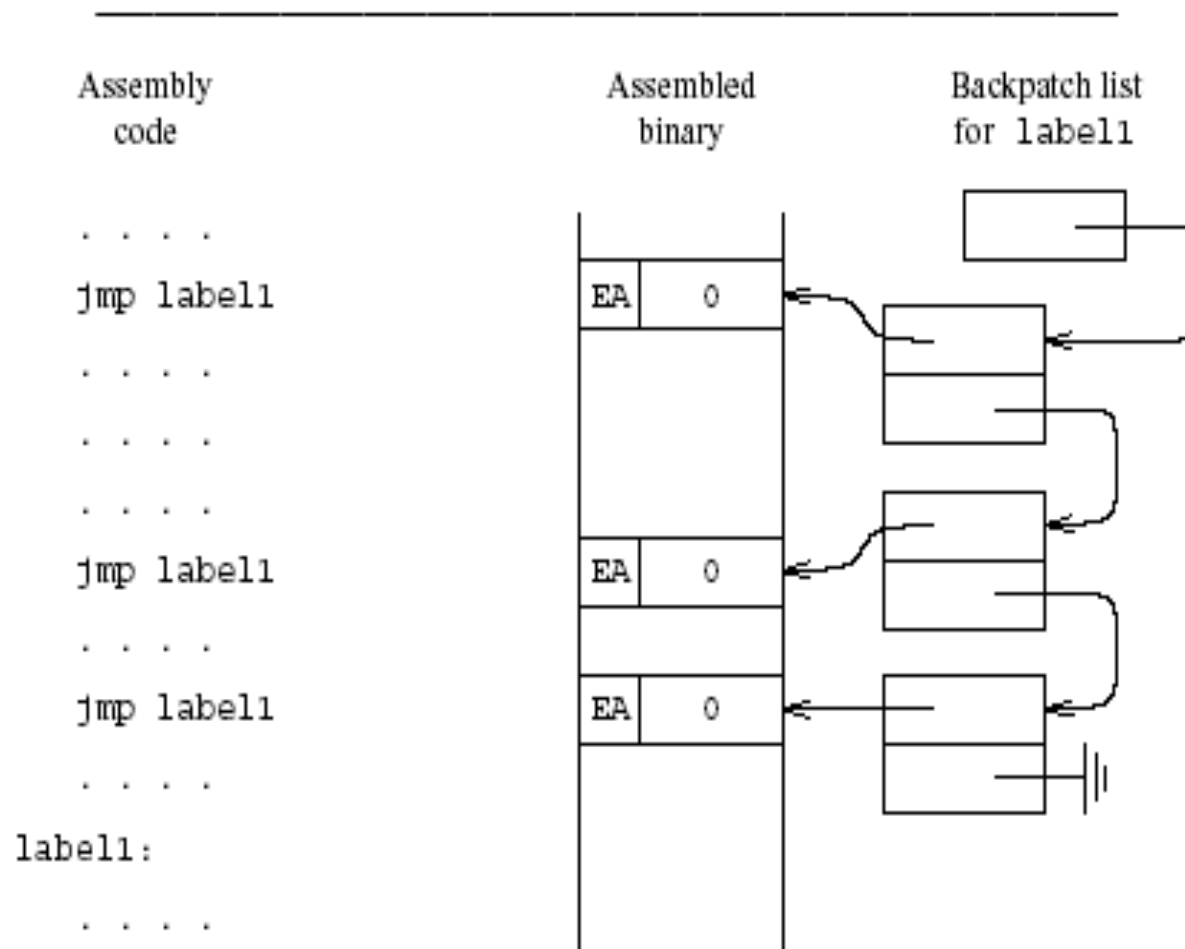 Assembly Assembled Backpatch list
code binary for label1
. . . .
jmp label1 EA 0
. . . .
. . . .
. . . .
jmp label1 EA 0
. . . .
jmp label1 EA 0
. . . .
label1:
. . . .